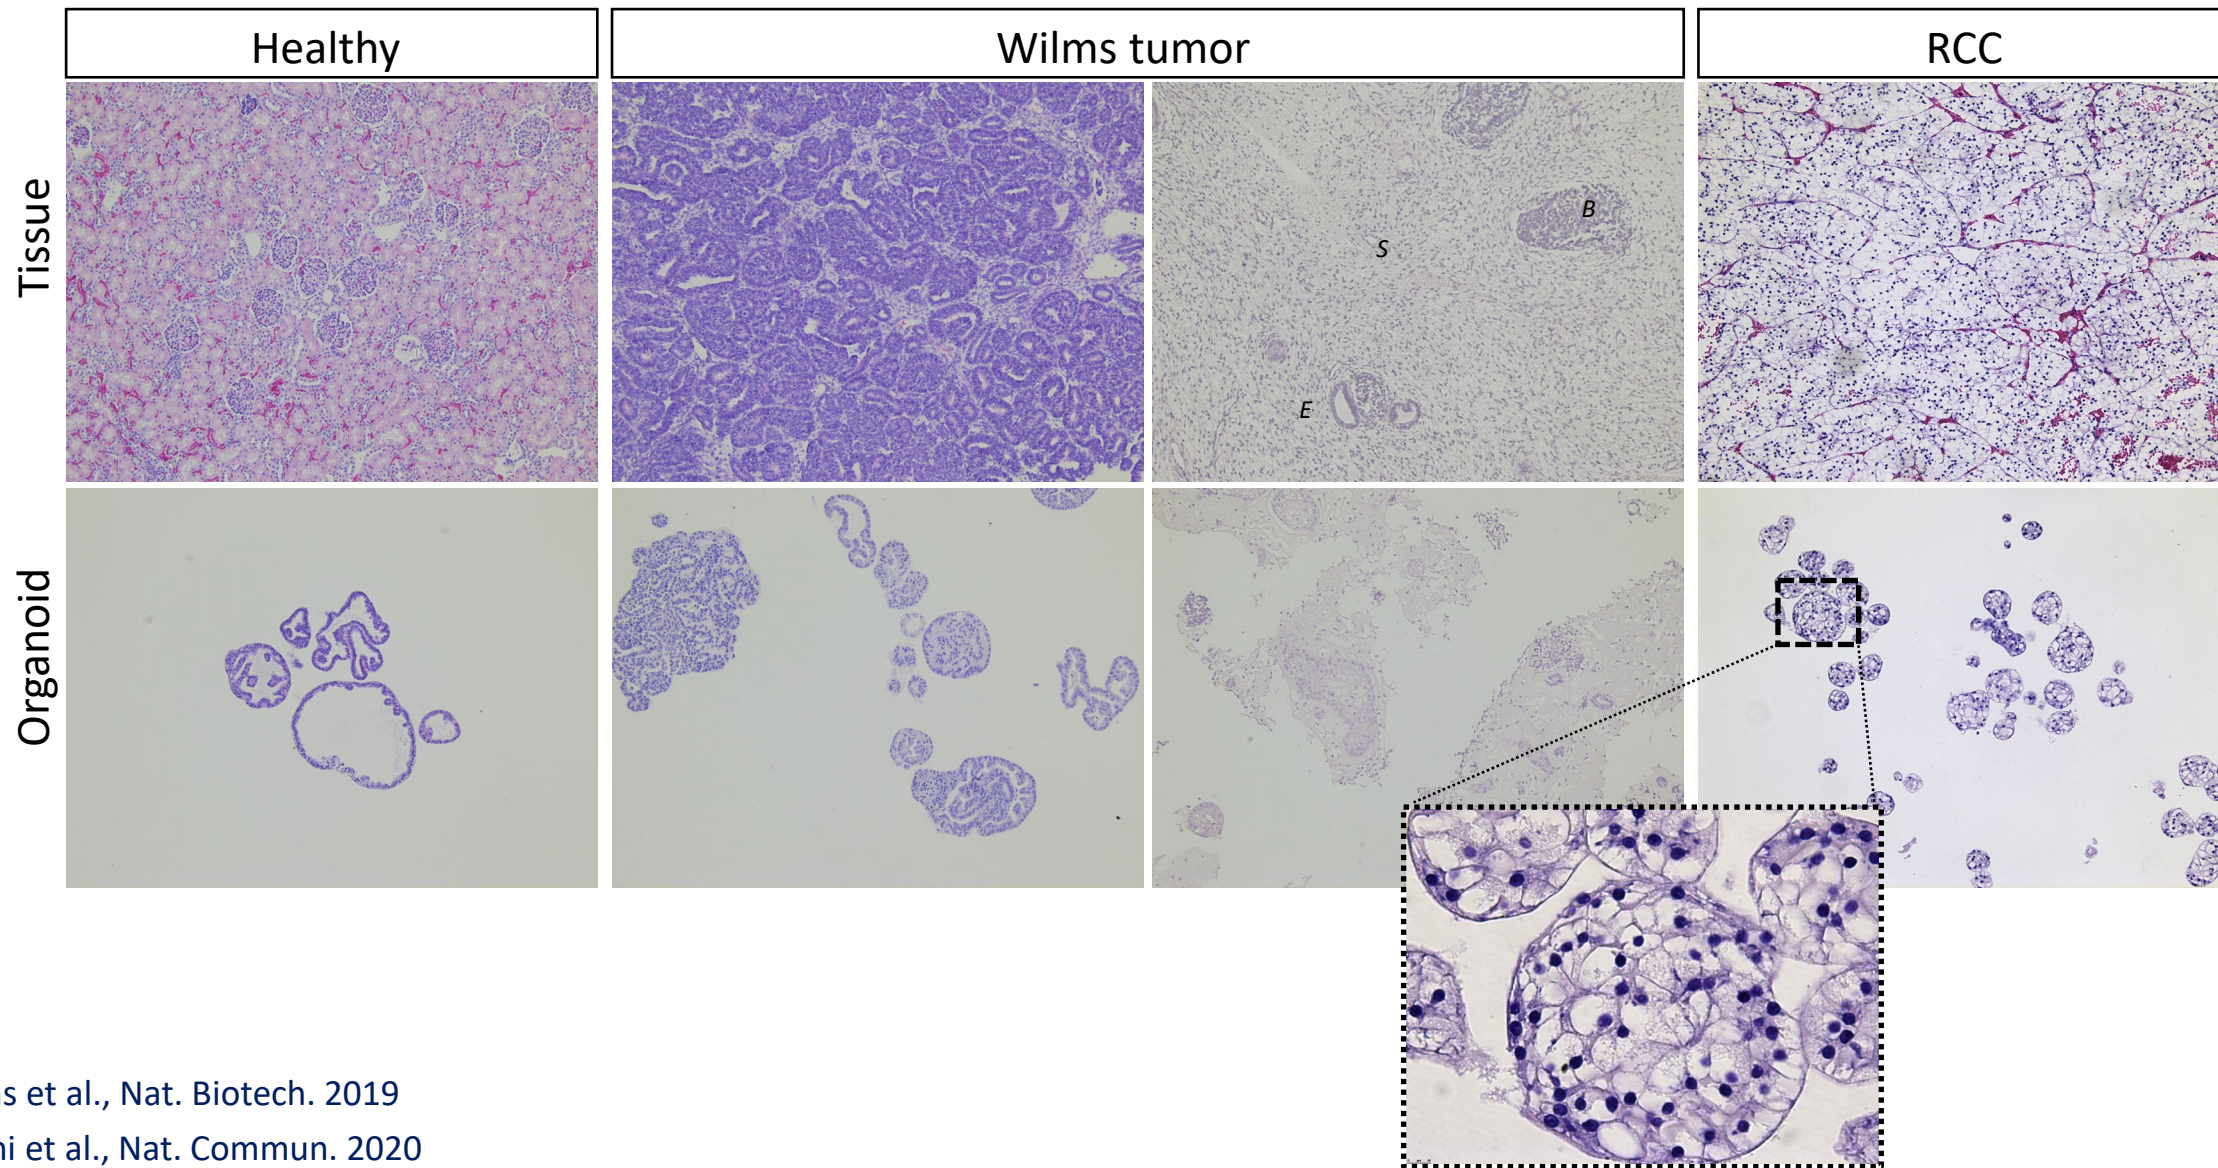 Healthy
Wilms tumor
RCC
Tissue
B
S
E
Organoid
et al., Nat. Biotech. 2019
et al., Nat. Commun. 2020